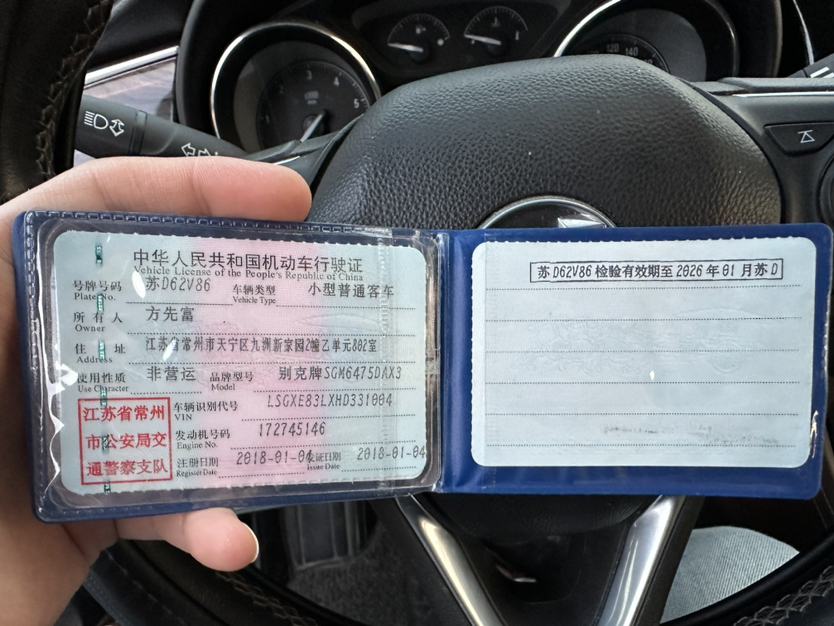 中华人民共和国机动车行驶证
Vehicle License of the People's Republic of China
号牌号码 苏D62V86 车辆类型 小型普通客车
Plate No. Vehicle Type
所有人 方先富
Owner
住址 江苏省常州市天宁区九洲新家园2幢乙单元802室
Address
使用性质 非营运 品牌型号 别克牌SGM6475DAX3
Use Character Model
江苏省常州
市公安局交
通警察支队
车辆识别代号 LSGXE83LXHD331004
VIN
发动机号码 172745146
Engine No.
注册日期 2018-01-04 发证日期 2018-01-04
Register Date Issue Date
苏D62V86 检验有效期至2026年01月苏D
3
4
5
120
140